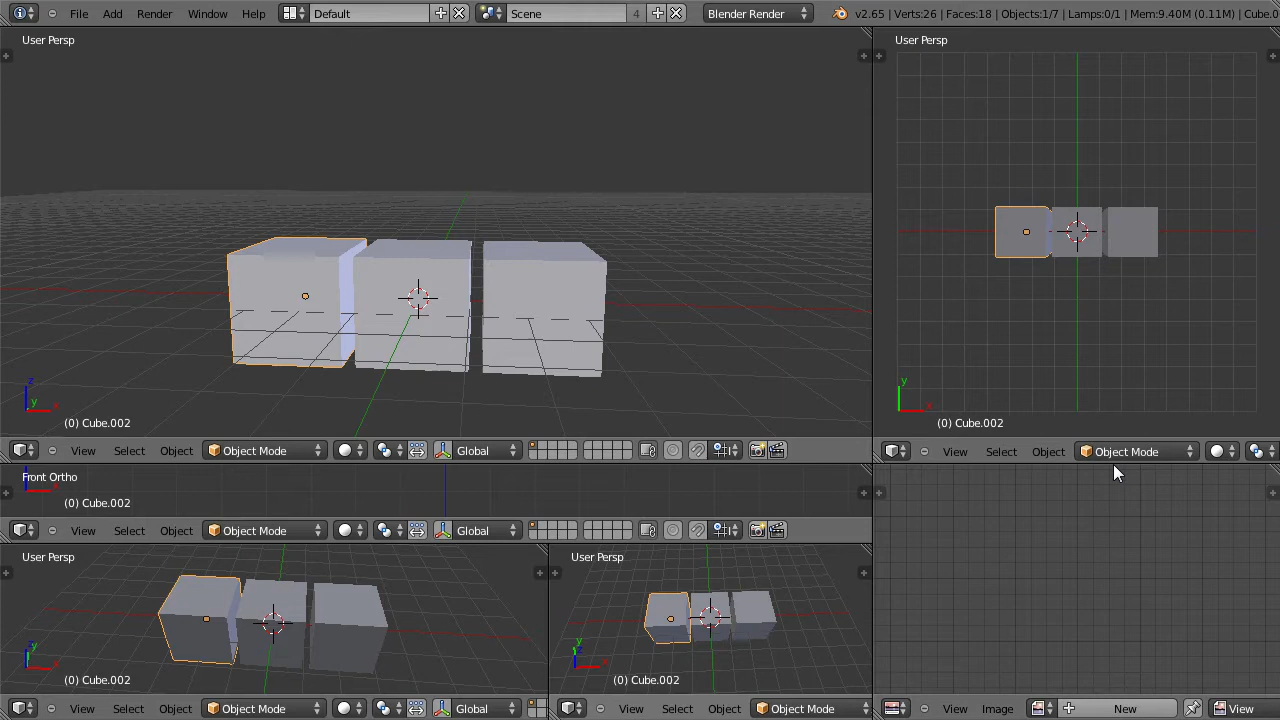 File Add Render Window Help Default Scene 4 Blender Render v2.65 | Verts:26 | Faces:18 | Objects:1/7 | Lamps:0/1 | Mem:9.40M (0.11M) | Cube.0
User Persp
User Persp
z
y
x
(0) Cube.002
y
x
(0) Cube.002
View Select Object Object Mode Global
View Select Object Object Mode
Front Ortho
(0) Cube.002
View Select Object Object Mode Global
User Persp
User Persp
z
y
x
(0) Cube.002
y
z
x
(0) Cube.002
View Select Object Object Mode
View Select Object Object Mode
View Image New View